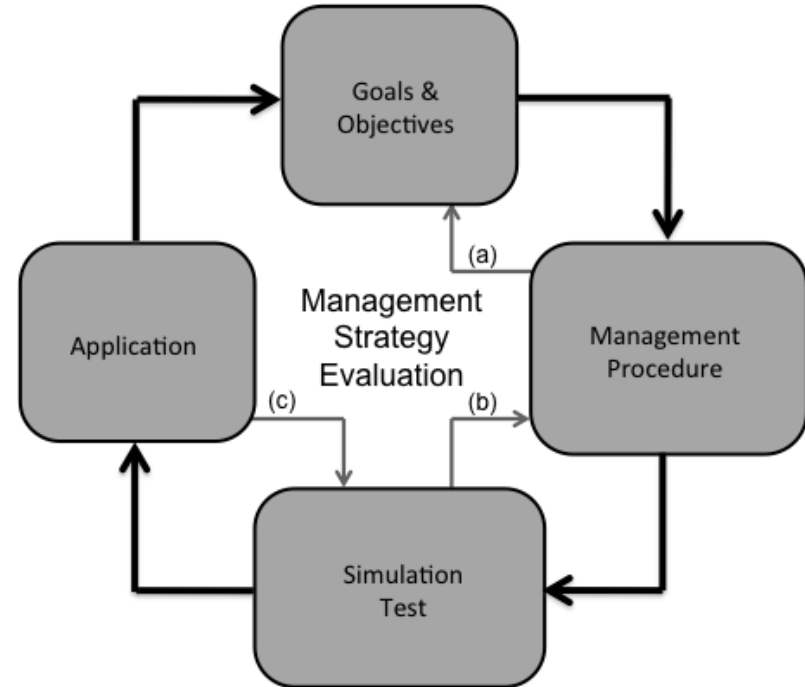 Goals &
Objectives
(a)
Management
Strategy
Evaluation
Application
Management
Procedure
(c)
(b)
Simulation
Test